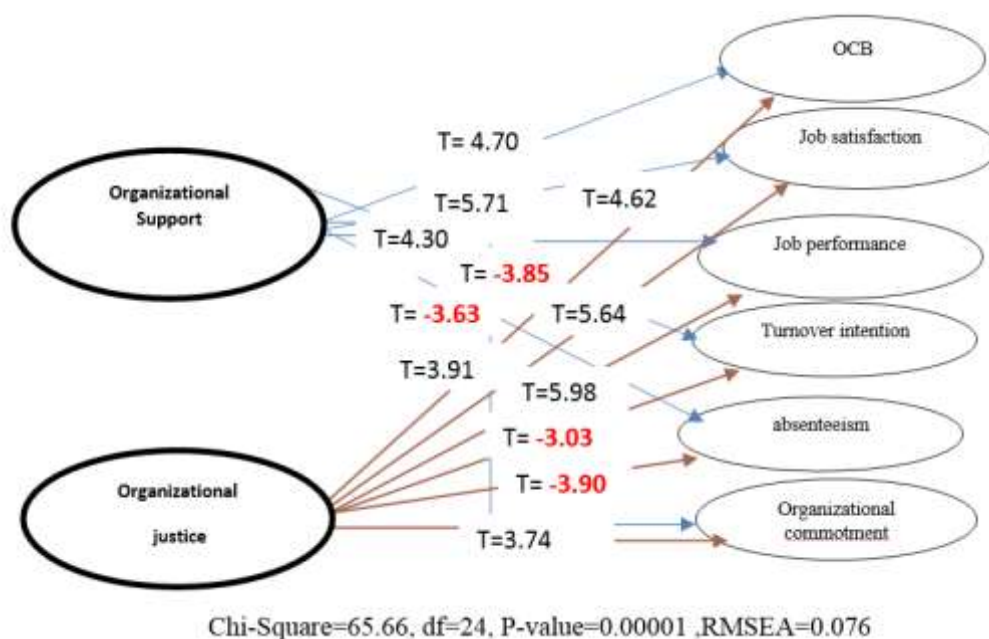 OCB
Job satisfaction
T= 4.70
Organizational
Support
T=5.71
T=4.62
T=4.30
Job performance
T= -3.85
T= -3.63
T=5.64
Turnover intention
T=3.91
T=5.98
absenteeism
T= -3.03
Organizational
justice
T= -3.90
Organizational
commotment
T=3.74
Chi-Square=65.66, df=24, P-value=0.00001 ,RMSEA=0.076